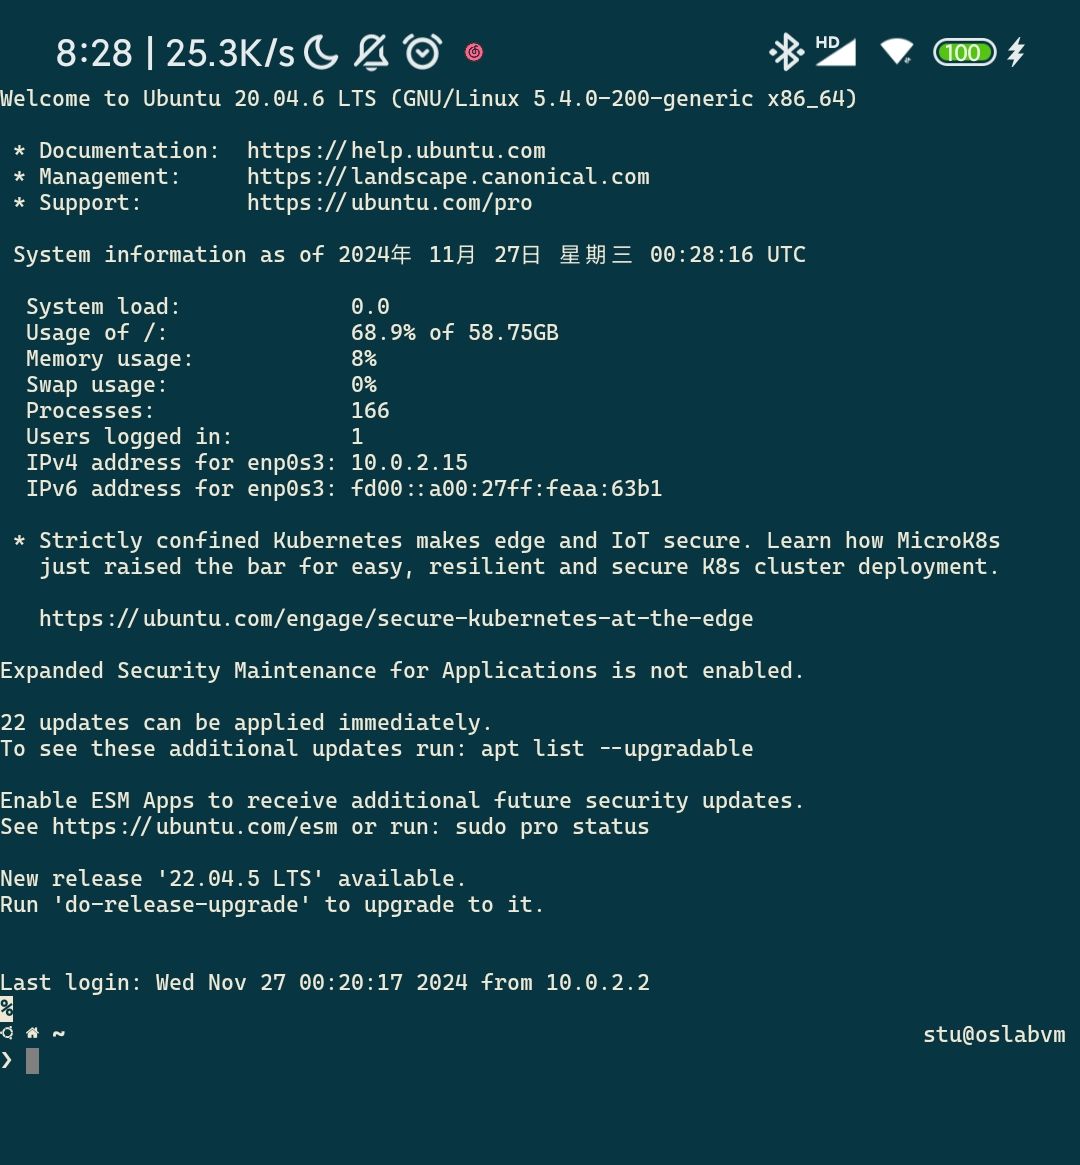 8:28 | 25.3K/s HD 100
Welcome to Ubuntu 20.04.6 LTS (GNU/Linux 5.4.0-200-generic x86_64)
* Documentation: https://help.ubuntu.com
* Management: https://landscape.canonical.com
* Support: https://ubuntu.com/pro
System information as of 2024年 11月 27日 星期三 00:28:16 UTC
System load: 0.0
Usage of /: 68.9% of 58.75GB
Memory usage: 8%
Swap usage: 0%
Processes: 166
Users logged in: 1
IPv4 address for enp0s3: 10.0.2.15
IPv6 address for enp0s3: fd00::a00:27ff:feaa:63b1
* Strictly confined Kubernetes makes edge and IoT secure. Learn how MicroK8s
just raised the bar for easy, resilient and secure K8s cluster deployment.
https://ubuntu.com/engage/secure-kubernetes-at-the-edge
Expanded Security Maintenance for Applications is not enabled.
22 updates can be applied immediately.
To see these additional updates run: apt list --upgradable
Enable ESM Apps to receive additional future security updates.
See https://ubuntu.com/esm or run: sudo pro status
New release '22.04.5 LTS' available.
Run 'do-release-upgrade' to upgrade to it.
Last login: Wed Nov 27 00:20:17 2024 from 10.0.2.2
%
~ stu@oslabvm
❯